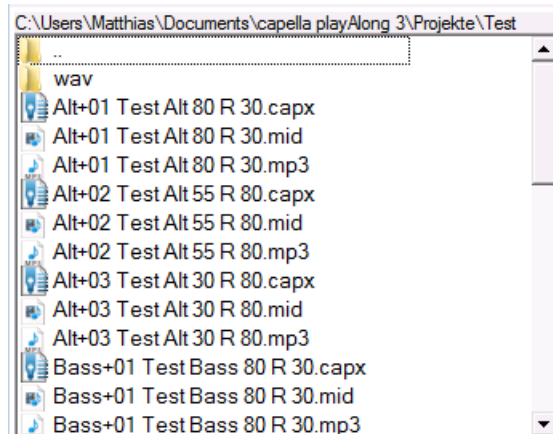 C:\Users\Matthias\Documents\capella playAlong 3\Projekte\Test
..
wav
Alt+01 Test Alt 80 R 30.capx
Alt+01 Test Alt 80 R 30.mid
Alt+01 Test Alt 80 R 30.mp3
Alt+02 Test Alt 55 R 80.capx
Alt+02 Test Alt 55 R 80.mid
Alt+02 Test Alt 55 R 80.mp3
Alt+03 Test Alt 30 R 80.capx
Alt+03 Test Alt 30 R 80.mid
Alt+03 Test Alt 30 R 80.mp3
Bass+01 Test Bass 80 R 30.capx
Bass+01 Test Bass 80 R 30.mid
Bass+01 Test Bass 80 R 30.mp3